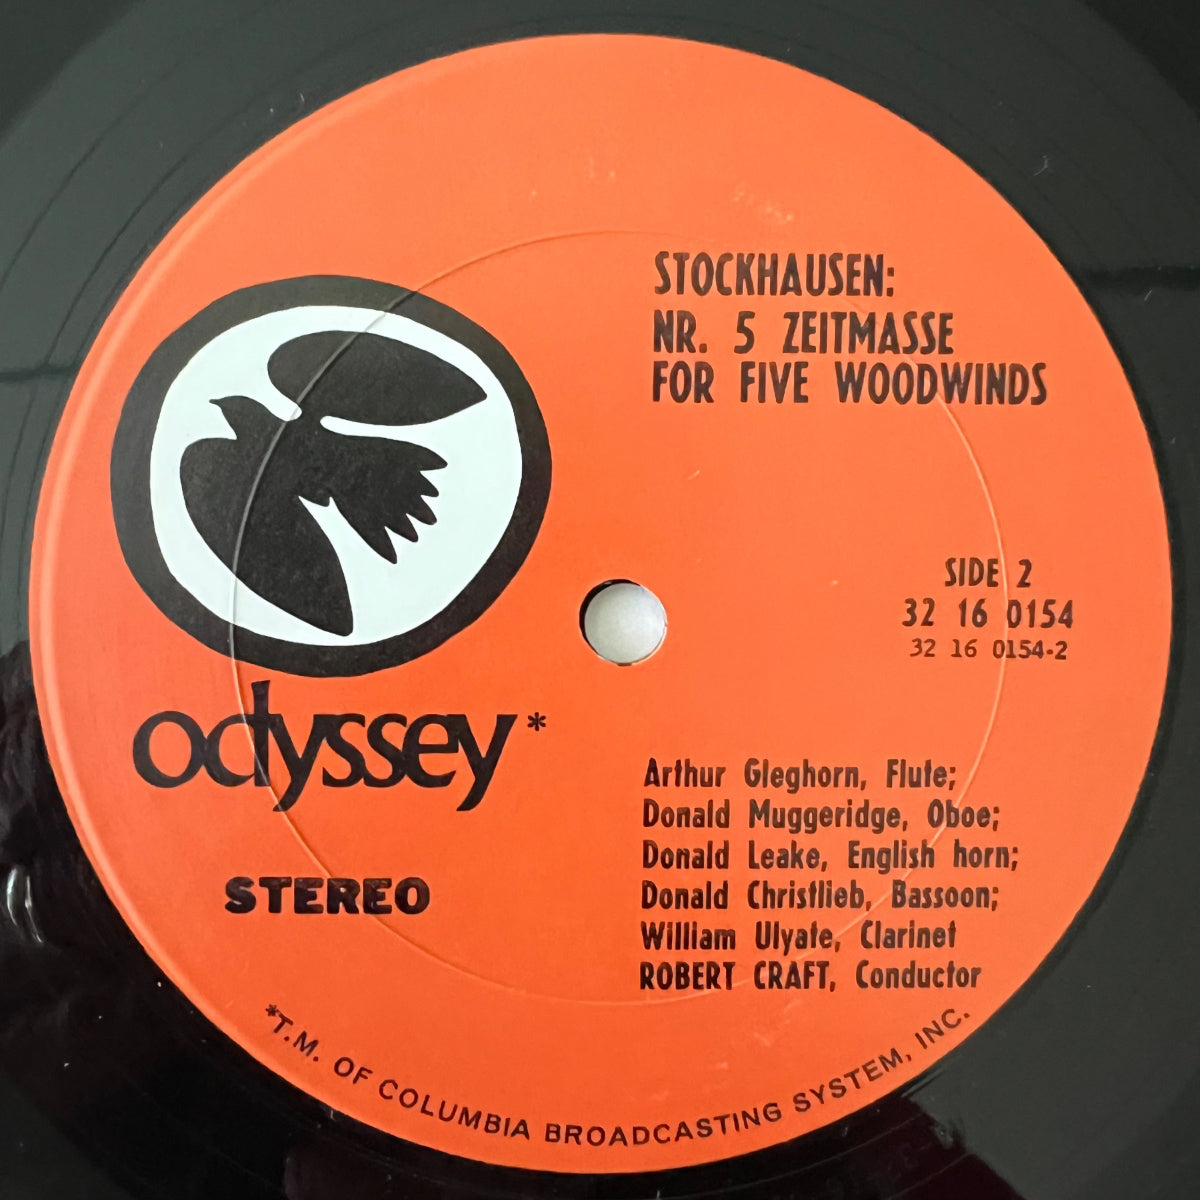 STOCKHAUSEN:
NR. 5 ZEITMASSE
FOR FIVE WOODWINDS
SIDE 2
32 16 0154
32 16 0154-2
odyssey*
STEREO
Arthur Gleghorn, Flute;
Donald Muggeridge, Oboe;
Donald Leake, English horn;
Donald Christlieb, Bassoon;
William Ulyate, Clarinet
ROBERT CRAFT, Conductor
*T.M. OF COLUMBIA BROADCASTING SYSTEM, INC.